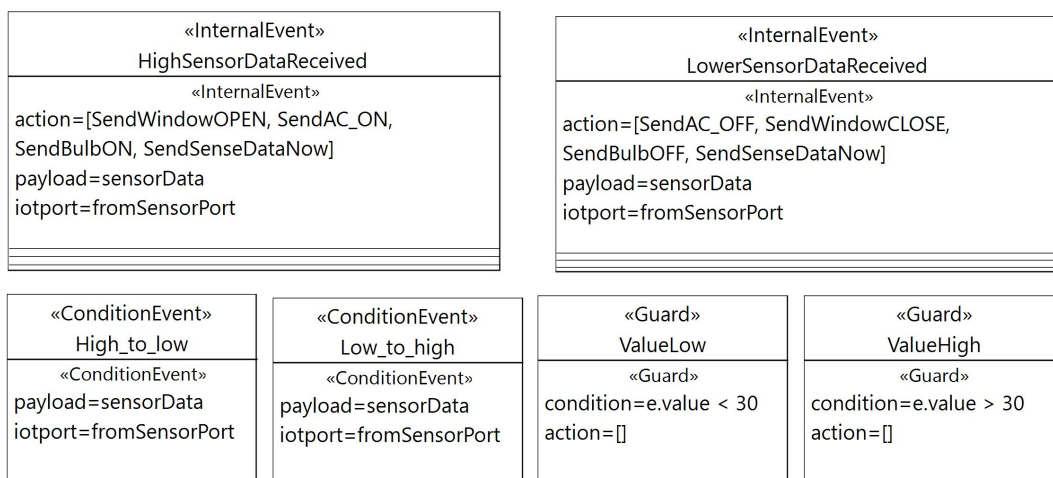 «InternalEvent»
HighSensorDataReceived
«InternalEvent»
action=[SendWindowOPEN, SendAC_ON,
SendBulbON, SendSenseDataNow]
payload=sensorData
iotport=fromSensorPort
«InternalEvent»
LowerSensorDataReceived
«InternalEvent»
action=[SendAC_OFF, SendWindowCLOSE,
SendBulbOFF, SendSenseDataNow]
payload=sensorData
iotport=fromSensorPort
«ConditionEvent»
High_to_low
«ConditionEvent»
payload=sensorData
iotport=fromSensorPort
«ConditionEvent»
Low_to_high
«ConditionEvent»
payload=sensorData
iotport=fromSensorPort
«Guard»
ValueLow
«Guard»
condition=e.value < 30
action=[]
«Guard»
ValueHigh
«Guard»
condition=e.value > 30
action=[]